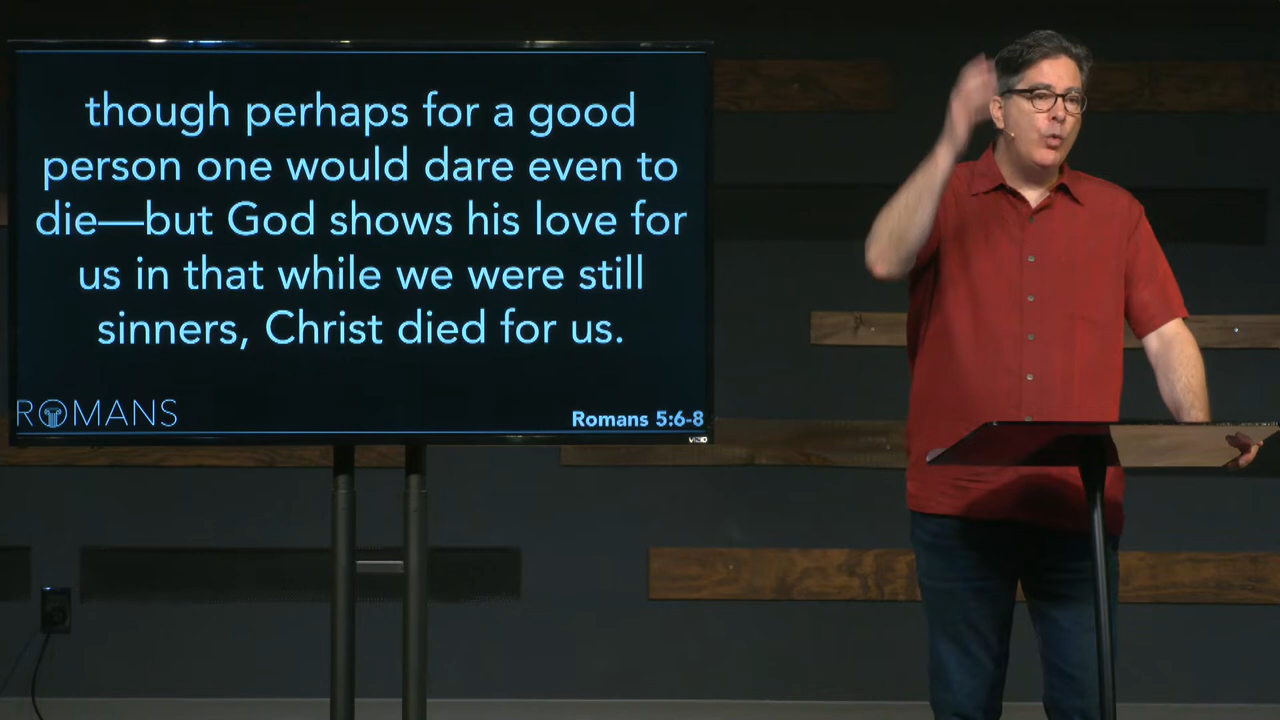 though perhaps for a good
person one would dare even to
die—but God shows his love for
us in that while we were still
sinners, Christ died for us.
ROMANS
Romans 5:6-8
VIZIO